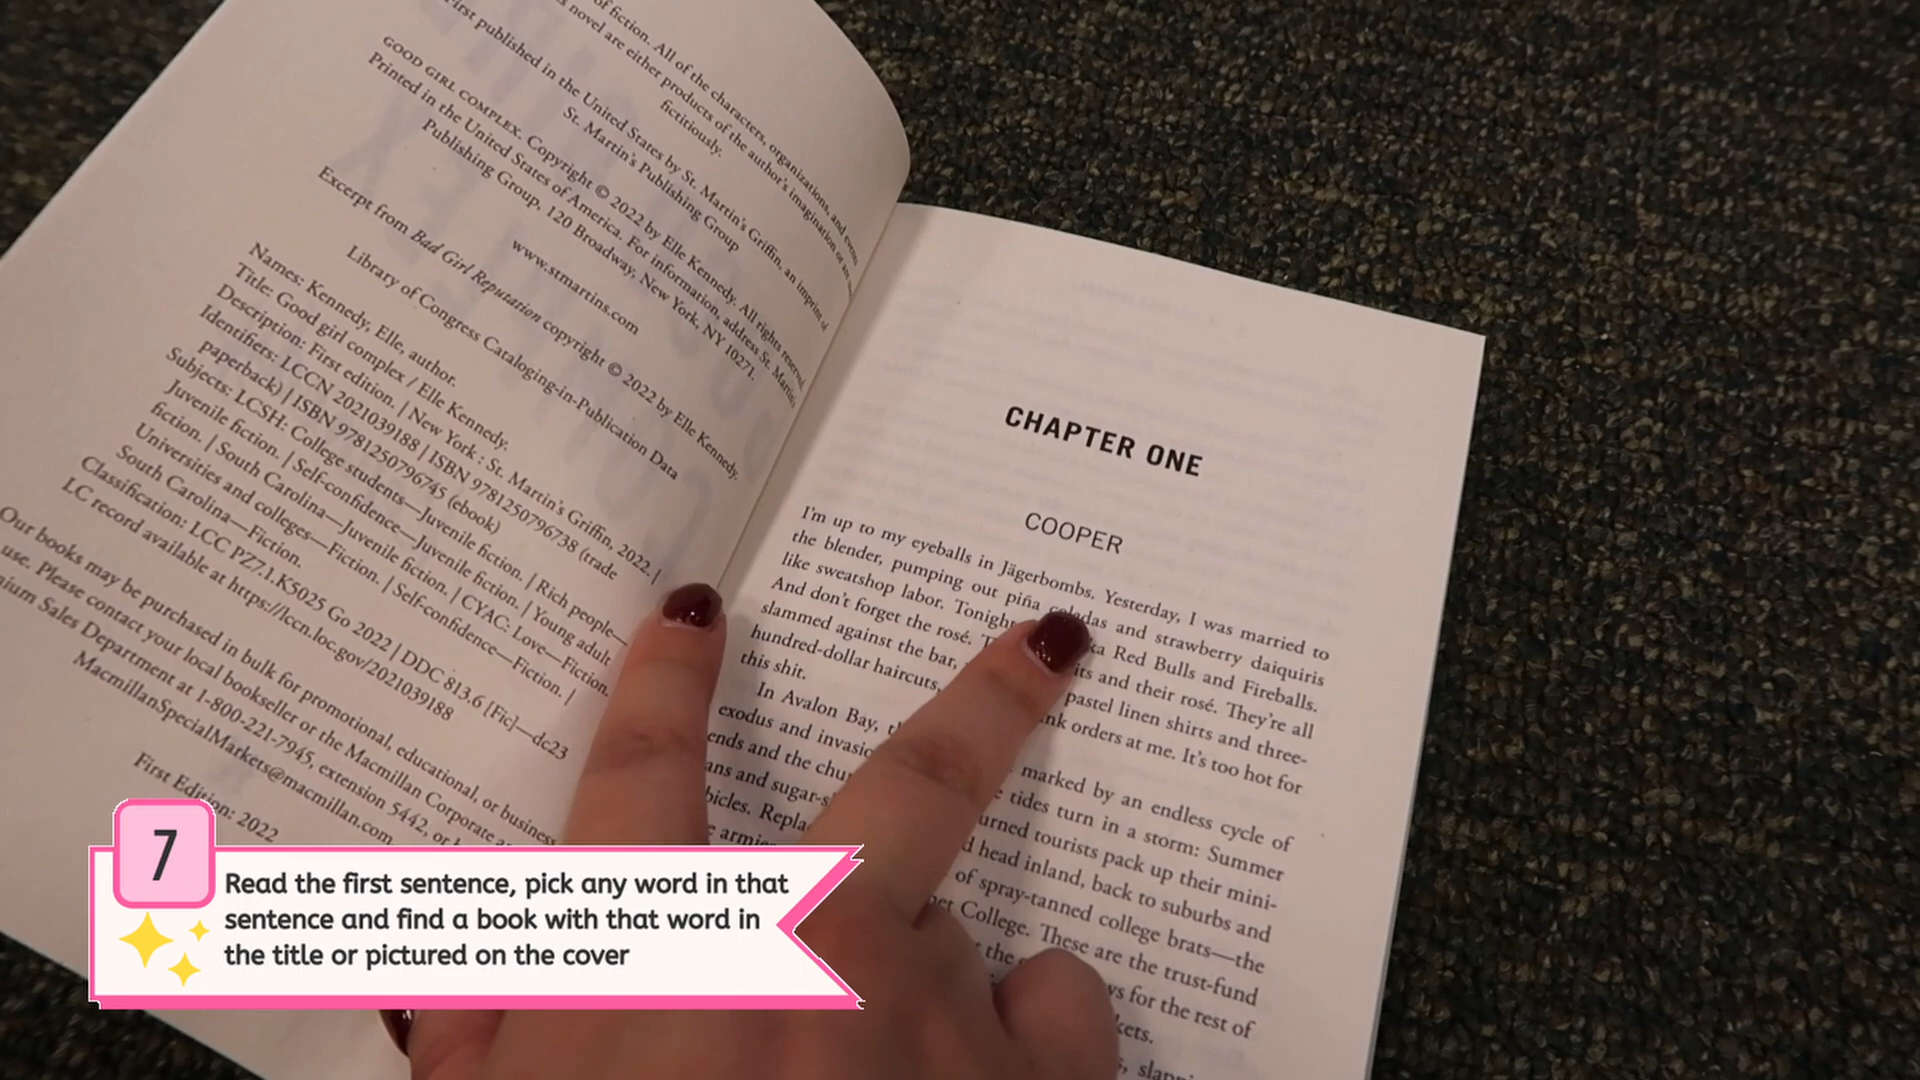 of fiction. All of the characters, organizations, and events
novel are either products of the author's imagination or are
fictitiously.
First published in the United States by St. Martin's Griffin, an imprint of
St. Martin's Publishing Group
GOOD GIRL COMPLEX. Copyright © 2022 by Elle Kennedy. All rights reserved.
Printed in the United States of America. For information, address St. Martin's
Publishing Group, 120 Broadway, New York, NY 10271.
www.stmartins.com
Excerpt from Bad Girl Reputation copyright © 2022 by Elle Kennedy.
Library of Congress Cataloging-in-Publication Data
Names: Kennedy, Elle, author.
Title: Good girl complex / Elle Kennedy.
Description: First edition. | New York : St. Martin's Griffin, 2022. |
Identifiers: LCCN 2021039188 | ISBN 9781250796738 (trade
paperback) | ISBN 9781250796745 (ebook)
Subjects: LCSH: College students—Juvenile fiction. | Rich people—
Juvenile fiction. | Self-confidence—Juvenile fiction. | Young adult
fiction. | South Carolina—Juvenile fiction. | CYAC: Love—Fiction.
Universities and colleges—Fiction. | Self-confidence—Fiction. |
South Carolina—Fiction.
Classification: LCC PZ7.1.K5025 Go 2022 | DDC 813.6 [Fic]—dc23
LC record available at https://lccn.loc.gov/2021039188
Our books may be purchased in bulk for promotional, educational, or business
use. Please contact your local bookseller or the Macmillan Corporate
Sales Department at 1-800-221-7945, extension 5442, or
MacmillanSpecialMarkets@macmillan.com
First Edition: 2022
CHAPTER ONE
COOPER
I'm up to my eyeballs in Jägerbombs. Yesterday, I was married to
the blender, pumping out piña coladas and strawberry daiquiris
like sweatshop labor. Tonight Red Bulls and Fireballs.
And don't forget the rosé. and their rosé. They're all
slammed against the bar, pastel linen shirts and three-
hundred-dollar haircuts, orders at me. It's too hot for
this shit.
In Avalon Bay, marked by an endless cycle of
exodus and tides turn in a storm: Summer
ends and the tourists pack up their mini-
and head inland, back to suburbs and
Repla of spray-tanned college brats—the
College. These are the trust-fund
the for the rest of
7
Read the first sentence, pick any word in that
sentence and find a book with that word in
the title or pictured on the cover